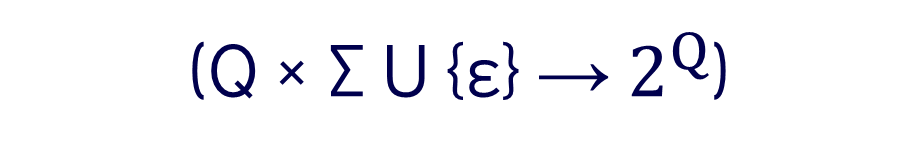 (Q × Σ U {ε} → 2^Q)